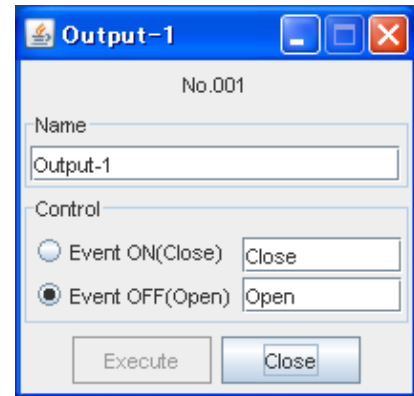 Output-1
No.001
Name
Output-1
Control
Event ON(Close) Close
Event OFF(Open) Open
Execute Close